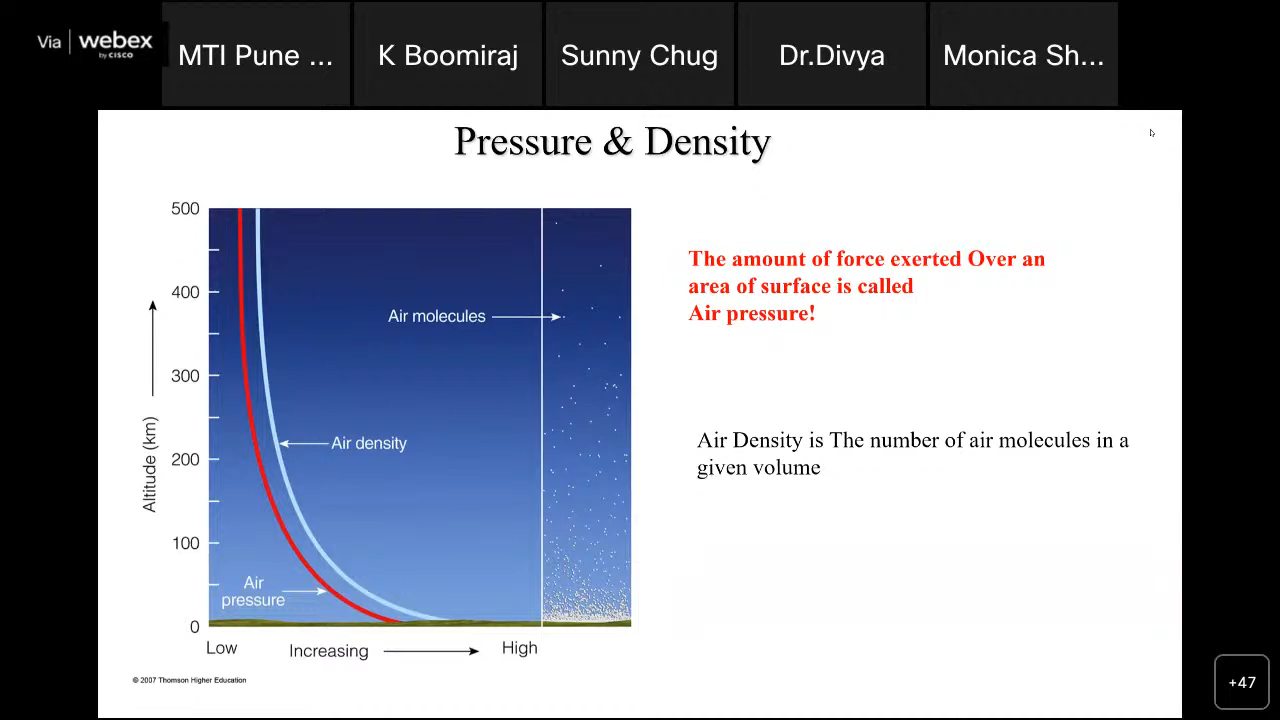 Via webex
by CISCO
MTI Pune ...
K Boomiraj
Sunny Chug
Dr.Divya
Monica Sh...
Pressure & Density
500
400
300
200
100
0
Altitude (km)
Air molecules
Air density
Air
pressure
Low
Increasing
High
© 2007 Thomson Higher Education
The amount of force exerted Over an
area of surface is called
Air pressure!
Air Density is The number of air molecules in a
given volume
+47